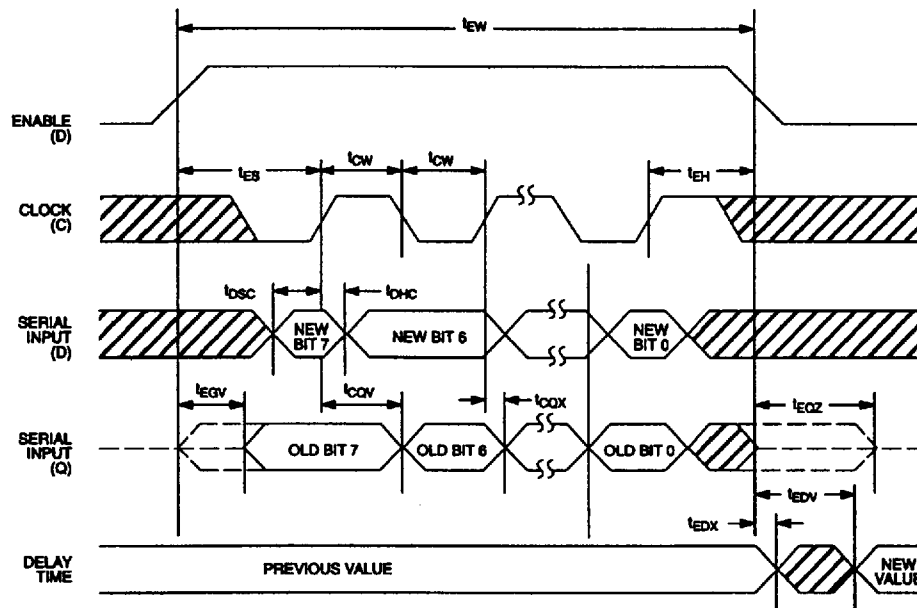 tEW
ENABLE
(D)
tES
tCW
tCW
tEH
CLOCK
(C)
tDSC
tDHC
SERIAL
INPUT
(D)
NEW
BIT 7
NEW BIT 6
NEW
BIT 0
tEGV
tCQV
tCQX
tEQZ
SERIAL
INPUT
(Q)
OLD BIT 7
OLD BIT 6
OLD BIT 0
tEDV
tEDX
DELAY
TIME
PREVIOUS VALUE
NEW
VALUE